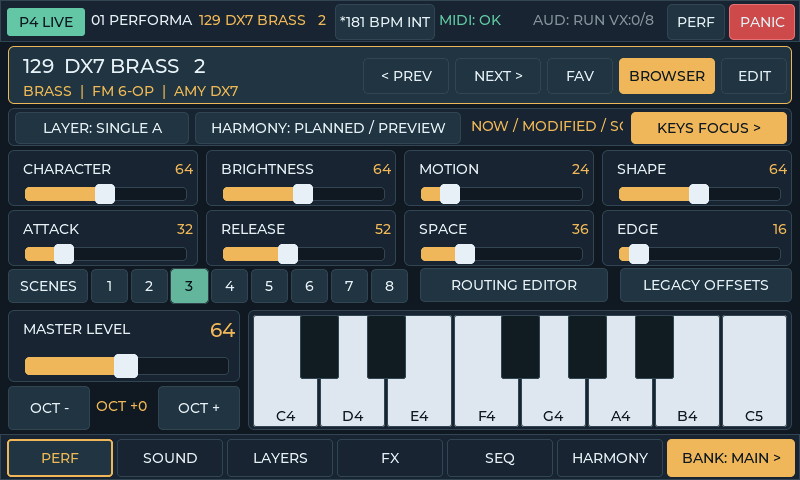 P4 LIVE 01 PERFORMA 129 DX7 BRASS 2 *181 BPM INT MIDI: OK AUD: RUN VX:0/8 PERF PANIC
129 DX7 BRASS 2
BRASS | FM 6-OP | AMY DX7
< PREV NEXT > FAV BROWSER EDIT
LAYER: SINGLE A HARMONY: PLANNED / PREVIEW NOW / MODIFIED / SC KEYS FOCUS >
CHARACTER 64 BRIGHTNESS 64 MOTION 24 SHAPE 64
ATTACK 32 RELEASE 52 SPACE 36 EDGE 16
SCENES 1 2 3 4 5 6 7 8 ROUTING EDITOR LEGACY OFFSETS
MASTER LEVEL 64
OCT - OCT +0 OCT +
C4 D4 E4 F4 G4 A4 B4 C5
PERF SOUND LAYERS FX SEQ HARMONY BANK: MAIN >